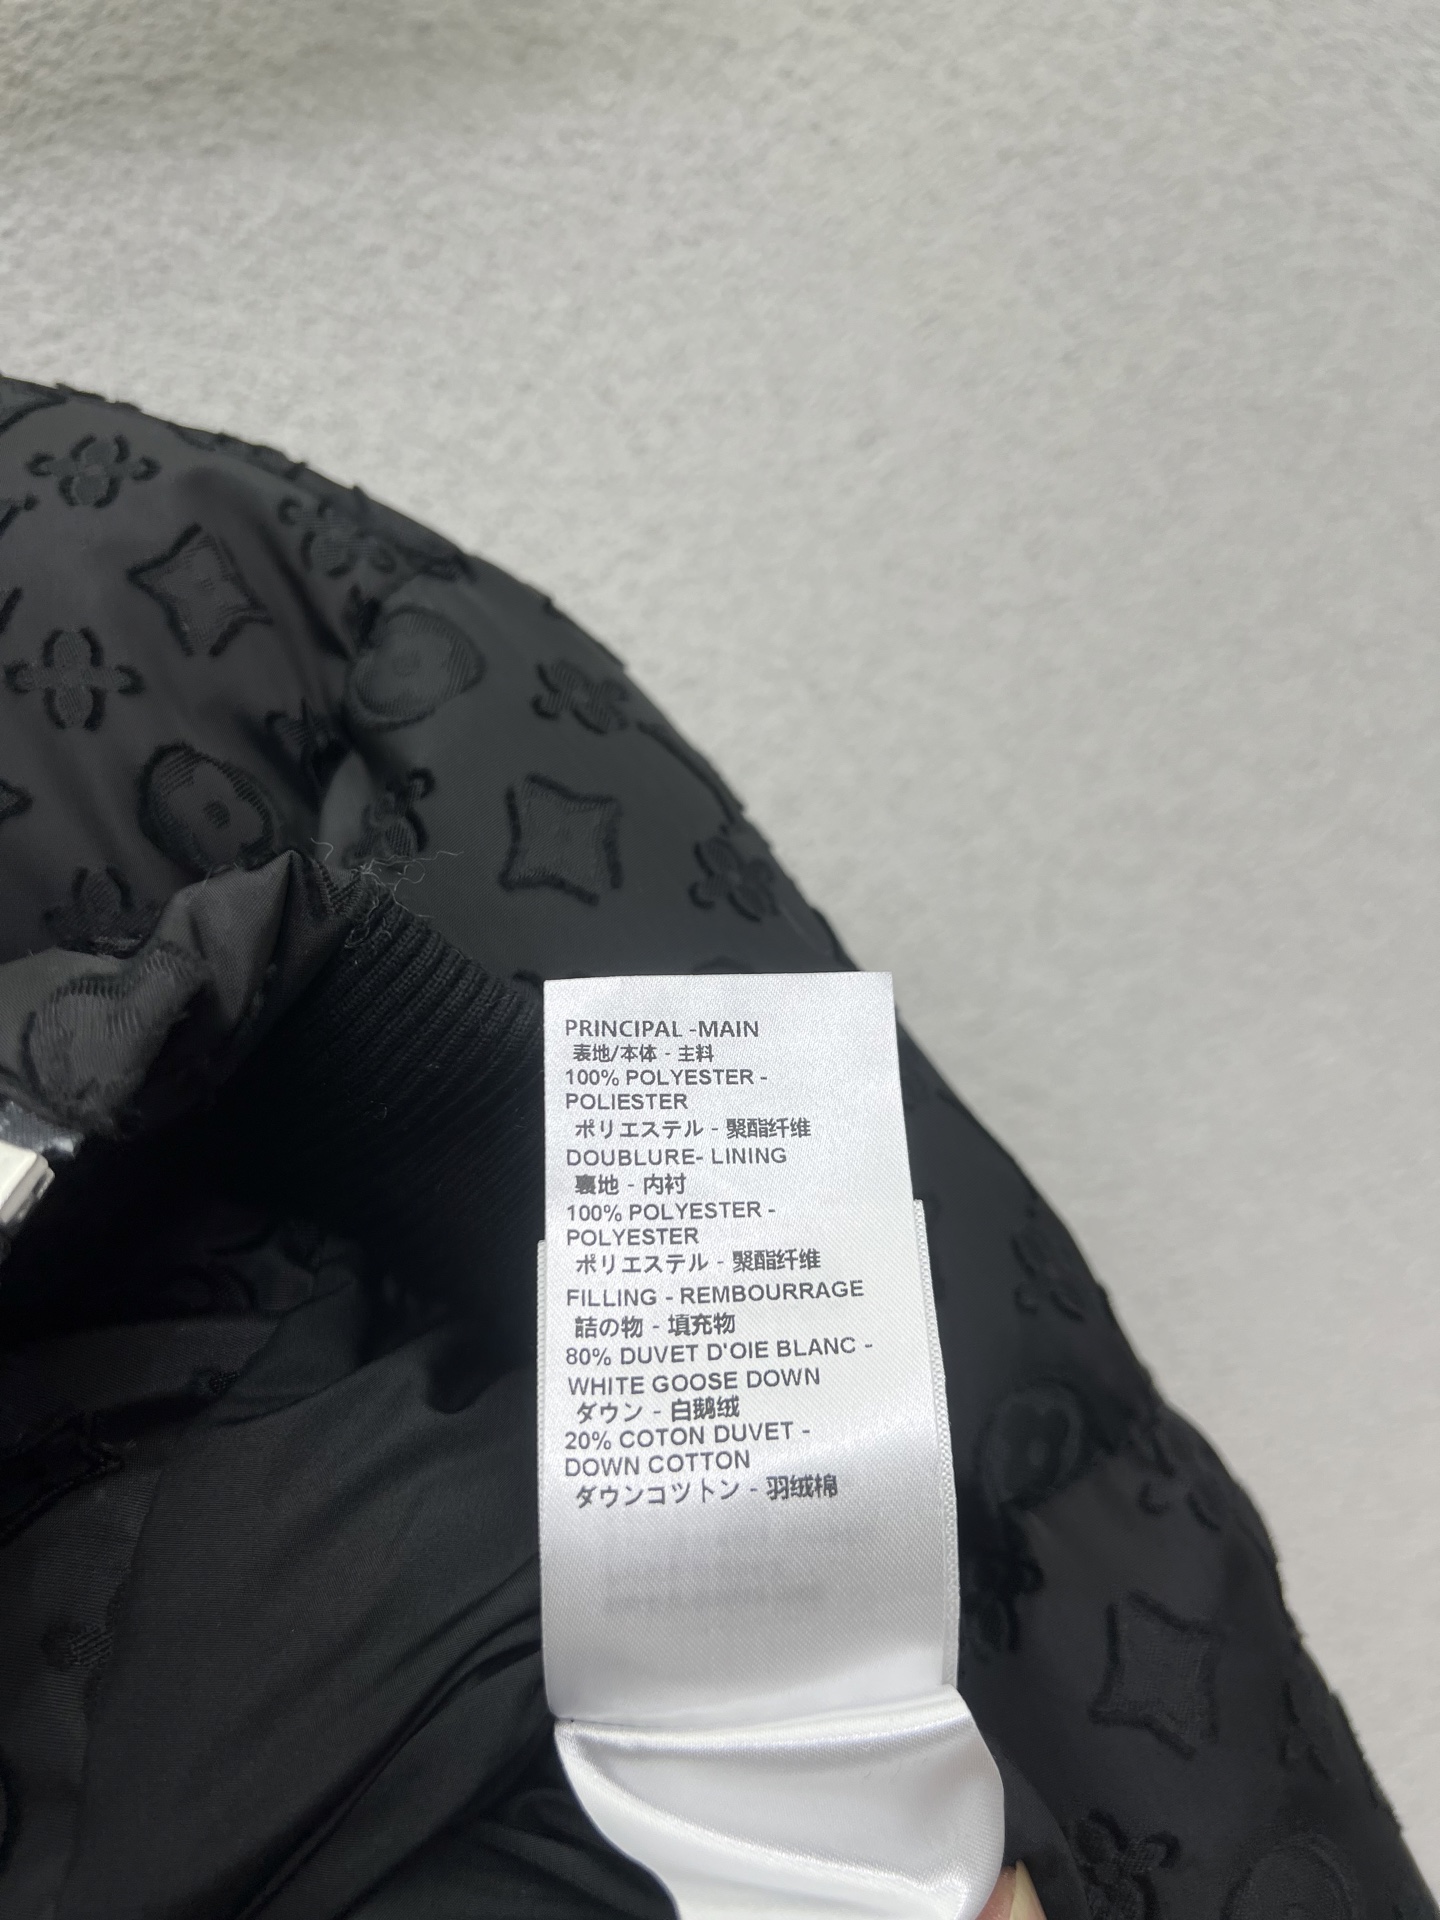 PRINCIPAL -MAIN
表地/本体 - 主料
100% POLYESTER -
POLIESTER
ポリエステル - 聚酯纤维
DOUBLURE- LINING
裏地 - 内衬
100% POLYESTER -
POLYESTER
ポリエステル - 聚酯纤维
FILLING - REMBOURRAGE
詰の物 - 填充物
80% DUVET D'OIE BLANC -
WHITE GOOSE DOWN
ダウン - 白鹅绒
20% COTON DUVET -
DOWN COTTON
ダウンコツトン - 羽绒棉